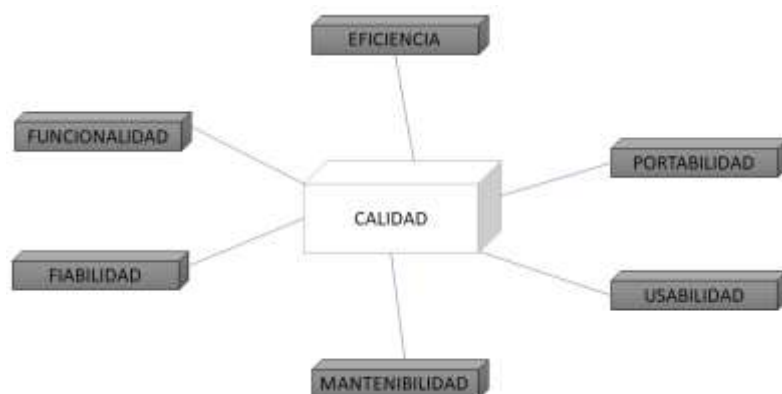 EFICIENCIA
FUNCIONALIDAD
PORTABILIDAD
CALIDAD
FIABILIDAD
USABILIDAD
MANTENIBILIDAD